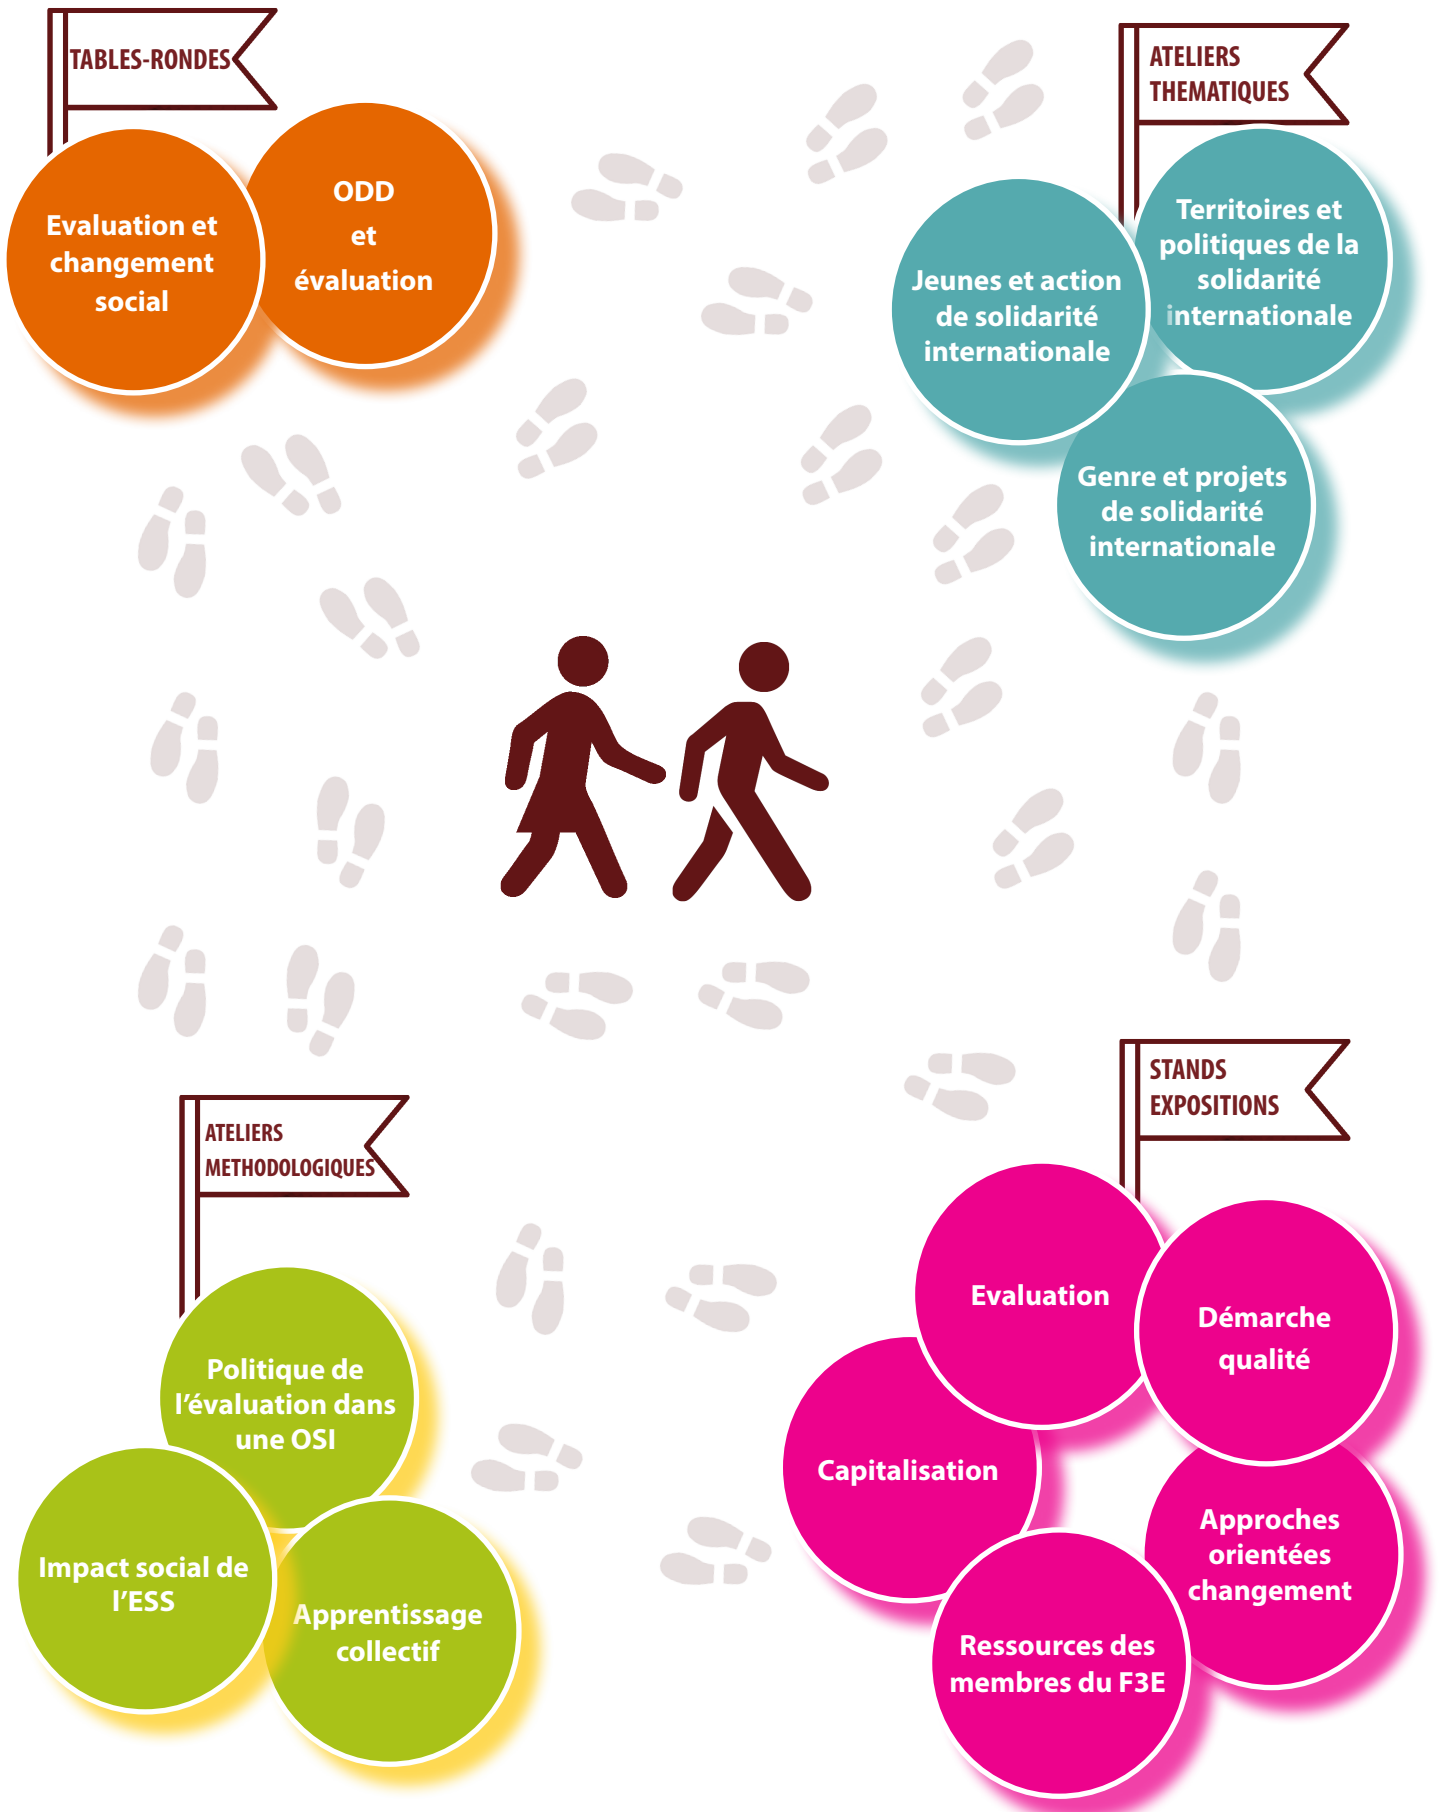 TABLES-RONDES
Evaluation et
changement
social
ODD
et
évaluation
ATELIERS
THEMATIQUES
Jeunes et action
de solidarité
internationale
Territoires et
politiques de la
solidarité
internationale
Genre et projets
de solidarité
internationale
ATELIERS
METHODOLOGIQUES
Politique de
l'évaluation dans
une OSI
Impact social de
l'ESS
Apprentissage
collectif
STANDS
EXPOSITIONS
Evaluation
Démarche
qualité
Capitalisation
Approches
orientées
changement
Ressources des
membres du F3E